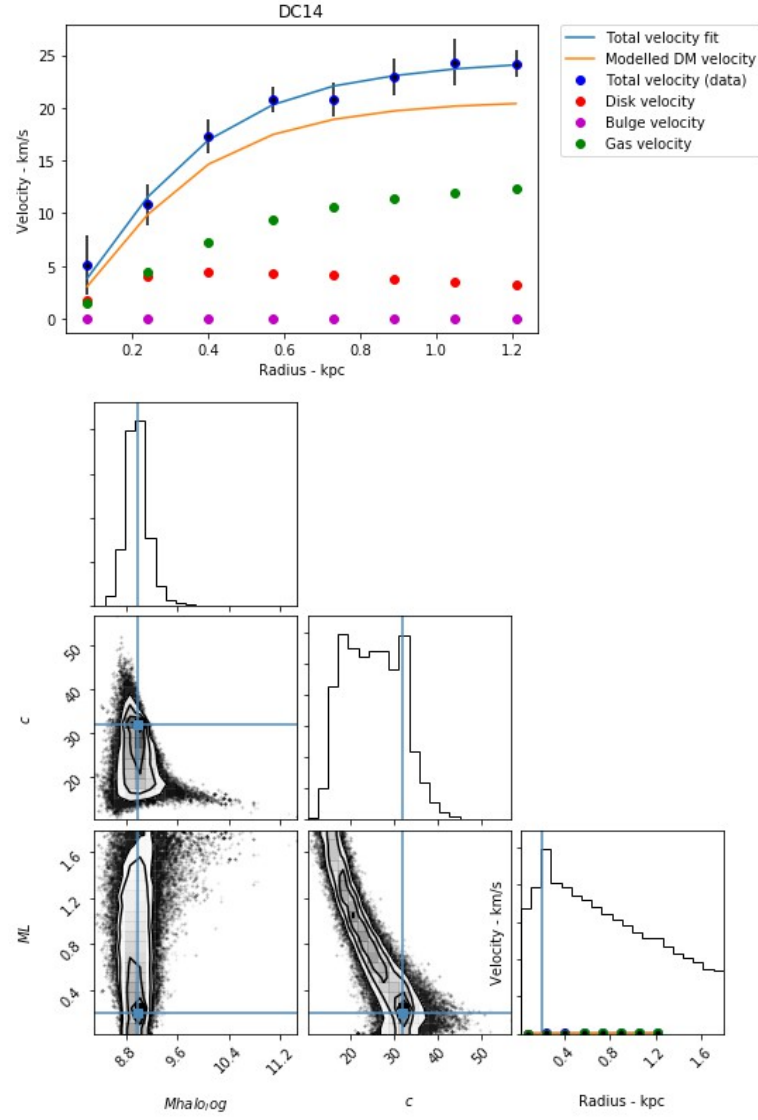 DC14
Total velocity fit
Modelled DM velocity
Total velocity (data)
Disk velocity
Bulge velocity
Gas velocity
Velocity - km/s
25
20
15
10
5
0
0.2 0.4 0.6 0.8 1.0 1.2
Radius - kpc
c
50
40
30
20
ML
1.6
1.2
0.8
0.4
Velocity - km/s
8.8 9.6 10.4 11.2
20 30 40 50
0.4 0.8 1.2 1.6
Mhalolog
c
Radius - kpc